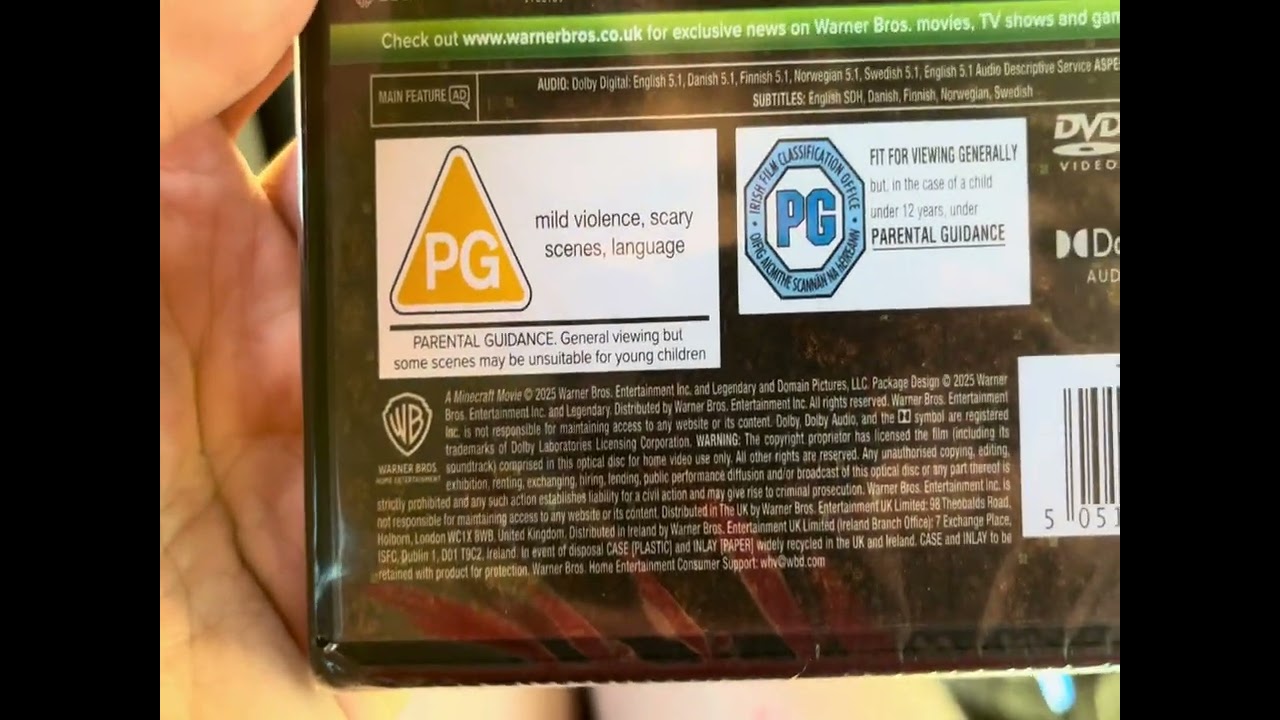 Check out www.warnerbros.co.uk for exclusive news on Warner Bros. movies, TV shows and gam
MAIN FEATURE AD
AUDIO: Dolby Digital: English 5.1, Danish 5.1, Finnish 5.1, Norwegian 5.1, Swedish 5.1, English 5.1 Audio Descriptive Service ASPE
SUBTITLES: English SDH, Danish, Finnish, Norwegian, Swedish
PG
mild violence, scary
scenes, language
PARENTAL GUIDANCE. General viewing but
some scenes may be unsuitable for young children
IRISH FILM CLASSIFICATION OFFICE
PG
OIFIG AICMITHE SCANNÁN NA hÉIREANN
FIT FOR VIEWING GENERALLY
but, in the case of a child
under 12 years, under
PARENTAL GUIDANCE
DVD
VIDEO
Do
AUD
WB
WARNER BROS.
HOME ENTERTAINMENT
A Minecraft Movie © 2025 Warner Bros. Entertainment Inc. and Legendary and Domain Pictures, LLC. Package Design © 2025 Warner
Bros. Entertainment Inc. and Legendary. Distributed by Warner Bros. Entertainment Inc. All rights reserved. Warner Bros. Entertainment
Inc. is not responsible for maintaining access to any website or its content. Dolby, Dolby Audio, and the symbol are registered
trademarks of Dolby Laboratories Licensing Corporation. WARNING: The copyright proprietor has licensed the film (including its
soundtrack) comprised in this optical disc for home video use only. All other rights are reserved. Any unauthorised copying, editing,
exhibition, renting, exchanging, hiring, lending, public performance diffusion and/or broadcast of this optical disc or any part thereof is
strictly prohibited and any such action establishes liability for a civil action and may give rise to criminal prosecution. Warner Bros. Entertainment Inc. is
not responsible for maintaining access to any website or its content. Distributed in The UK by Warner Bros. Entertainment UK Limited: 98 Theobalds Road,
Holborn, London WC1X 8WB, United Kingdom. Distributed in Ireland by Warner Bros. Entertainment UK Limited (Ireland Branch Office): 7 Exchange Place,
ISFC, Dublin 1, D01 T9C2, Ireland. In event of disposal CASE [PLASTIC] and INLAY [PAPER] widely recycled in the UK and Ireland. CASE and INLAY to be
retained with product for protection. Warner Bros. Home Entertainment Consumer Support: whv@wbd.com
5 051